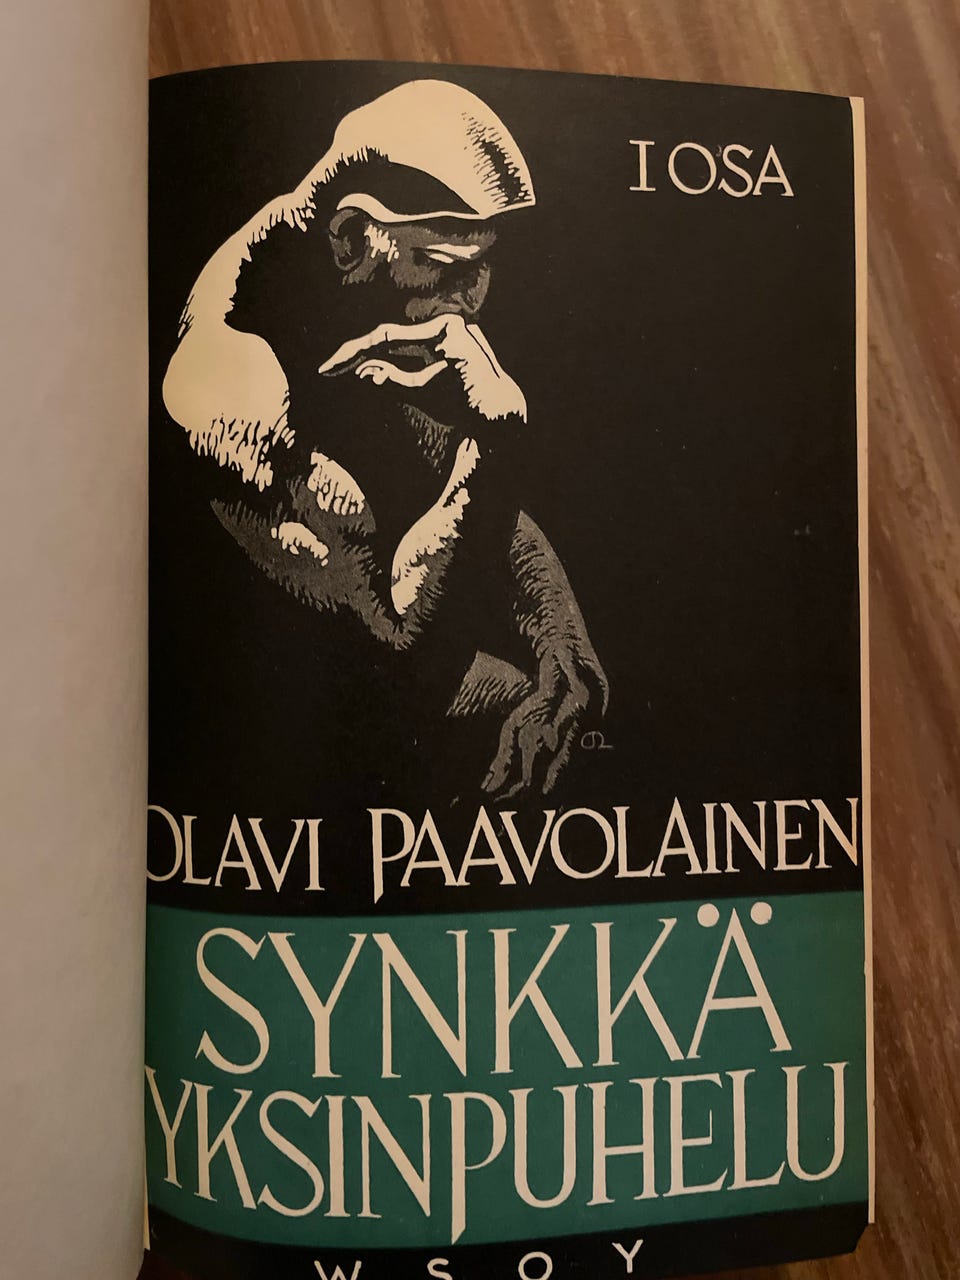 I OSA
OLAVI PAAVOLAINEN
SYNKKÄ
YKSINPUHELU
WSOY